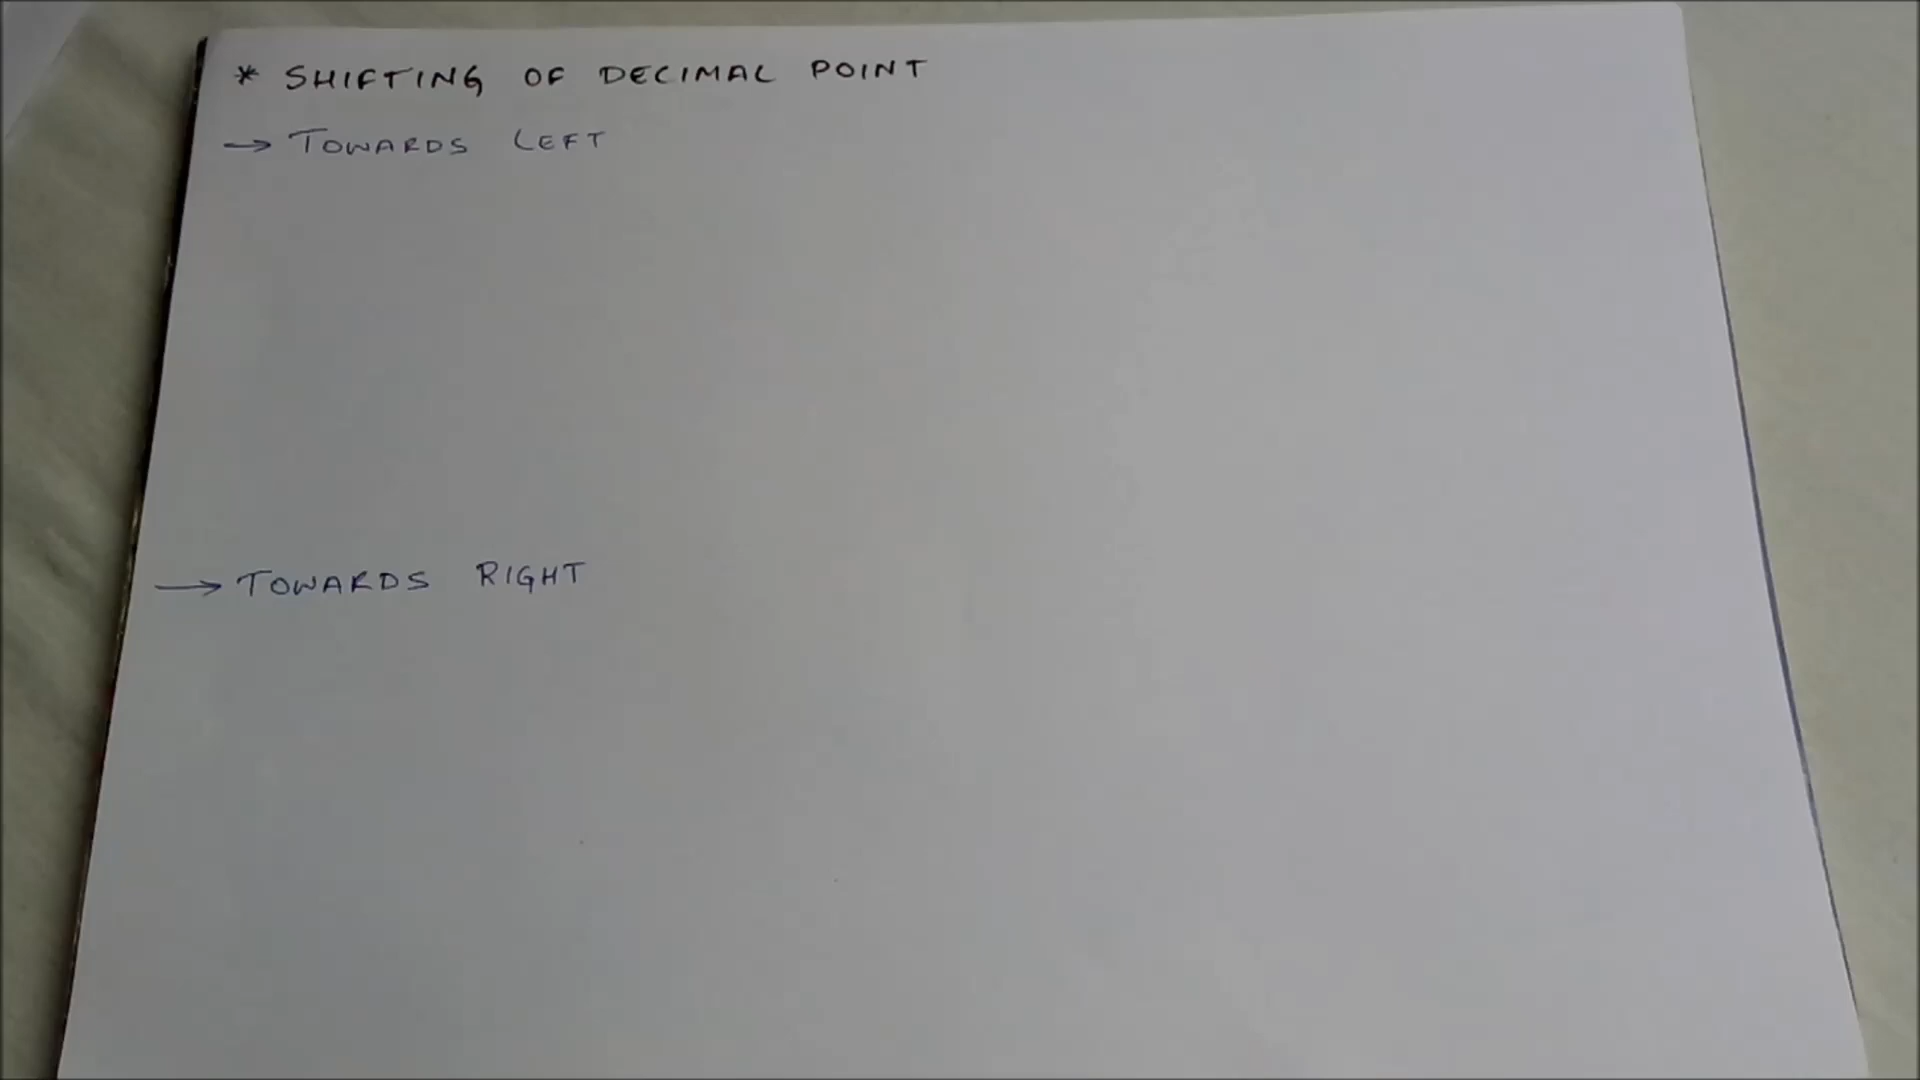 * SHIFTING OF DECIMAL POINT
→ TOWARDS LEFT
→ TOWARDS RIGHT